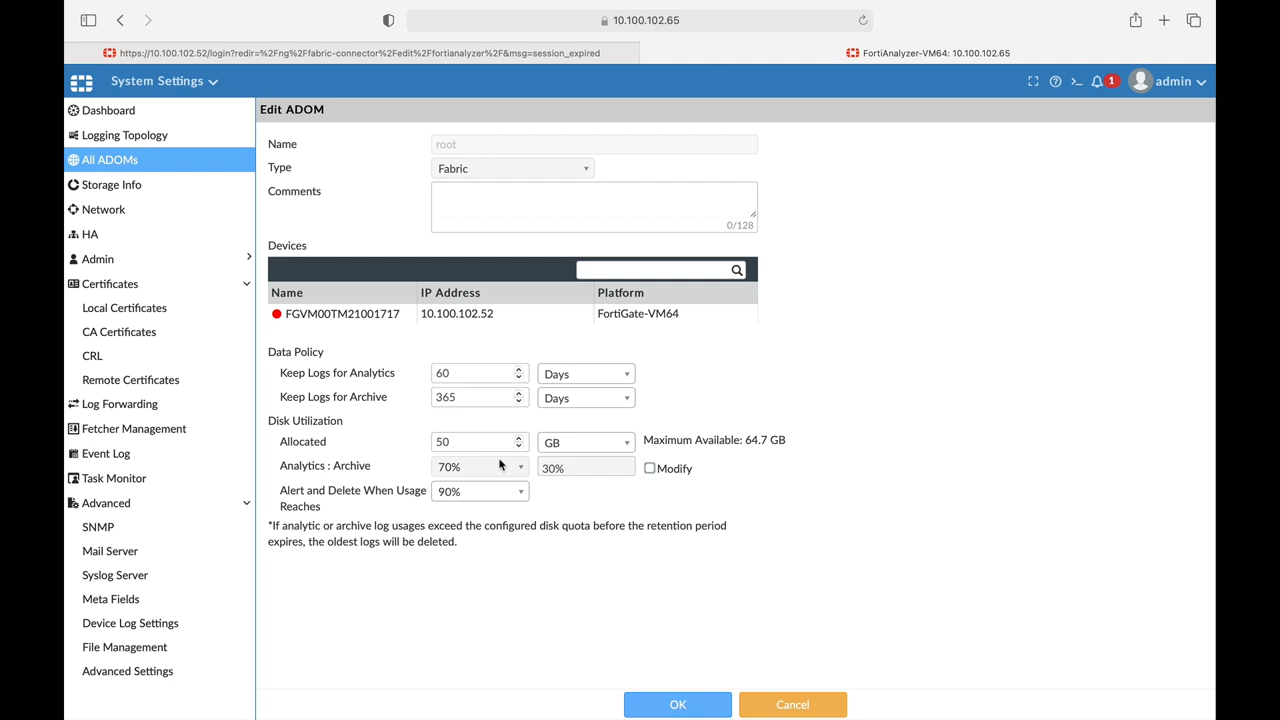 10.100.102.65
https://10.100.102.52/login?redir=%2Fng%2Ffabric-connector%2Fedit%2Ffortianalyzer%2F&msg=session_expired
FortiAnalyzer-VM64: 10.100.102.65
System Settings
1
admin
Dashboard
Logging Topology
All ADOMs
Storage Info
Network
HA
Admin
Certificates
Local Certificates
CA Certificates
CRL
Remote Certificates
Log Forwarding
Fetcher Management
Event Log
Task Monitor
Advanced
SNMP
Mail Server
Syslog Server
Meta Fields
Device Log Settings
File Management
Advanced Settings
Edit ADOM
Name root
Type Fabric
Comments
0/128
Devices
Name IP Address Platform
FGVM00TM21001717 10.100.102.52 FortiGate-VM64
Data Policy
Keep Logs for Analytics 60 Days
Keep Logs for Archive 365 Days
Disk Utilization
Allocated 50 GB Maximum Available: 64.7 GB
Analytics : Archive 70% 30% Modify
Alert and Delete When Usage 90%
Reaches
*If analytic or archive log usages exceed the configured disk quota before the retention period
expires, the oldest logs will be deleted.
OK Cancel